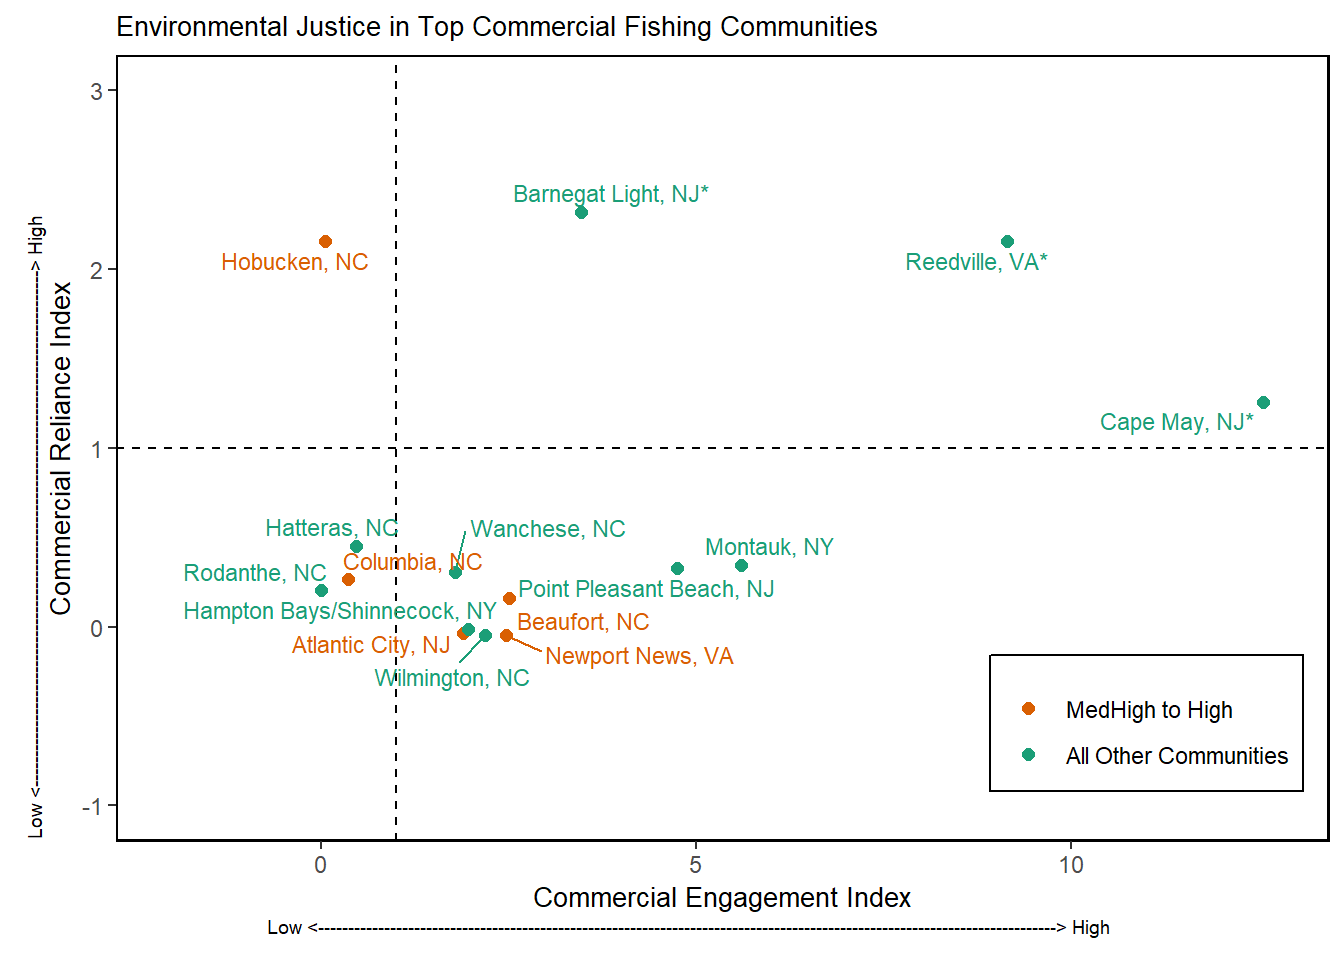 Environmental Justice in Top Commercial Fishing Communities
3
2
1
0
-1
Low <--------------------------------------------------------------------------------------------------------> High
Commercial Reliance Index
Barnegat Light, NJ*
Hobucken, NC
Reedville, VA*
Cape May, NJ*
Hatteras, NC
Wanchese, NC
Montauk, NY
Columbia, NC
Rodanthe, NC
Point Pleasant Beach, NJ
Hampton Bays/Shinnecock, NY
Beaufort, NC
Atlantic City, NJ
Newport News, VA
Wilmington, NC
MedHigh to High
All Other Communities
0
5
10
Commercial Engagement Index
Low <---------------------------------------------------------------------------------------------------------------------------> High